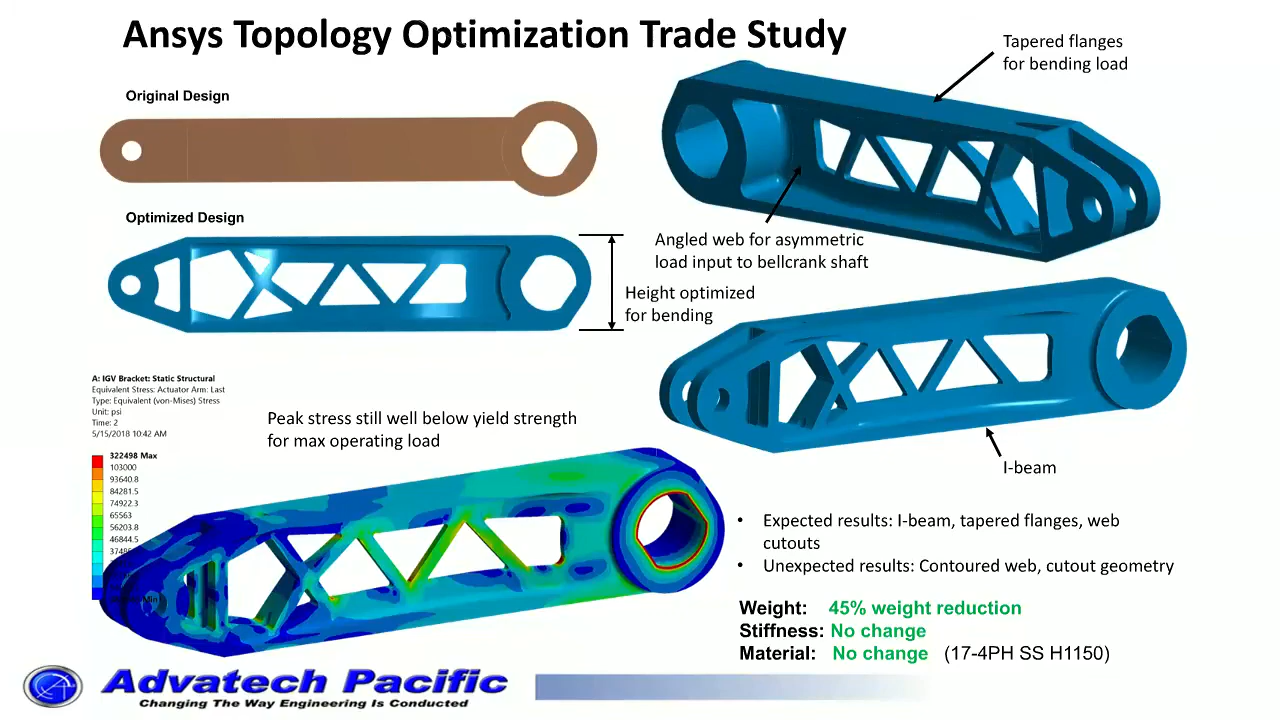 Ansys Topology Optimization Trade Study
Tapered flanges
for bending load
Original Design
Optimized Design
Angled web for asymmetric
load input to bellcrank shaft
Height optimized
for bending
A: IGV Bracket: Static Structural
Equivalent Stress: Actuator Arm: Last
Type: Equivalent (von-Mises) Stress
Unit: psi
Time: 2
5/15/2018 10:42 AM
322498 Max
103000
93640.8
84281.5
74922.3
65563
56203.8
46844.5
Min
Peak stress still well below yield strength
for max operating load
I-beam
• Expected results: I-beam, tapered flanges, web
cutouts
• Unexpected results: Contoured web, cutout geometry
Weight: 45% weight reduction
Stiffness: No change
Material: No change (17-4PH SS H1150)
Advatech Pacific
Changing The Way Engineering Is Conducted